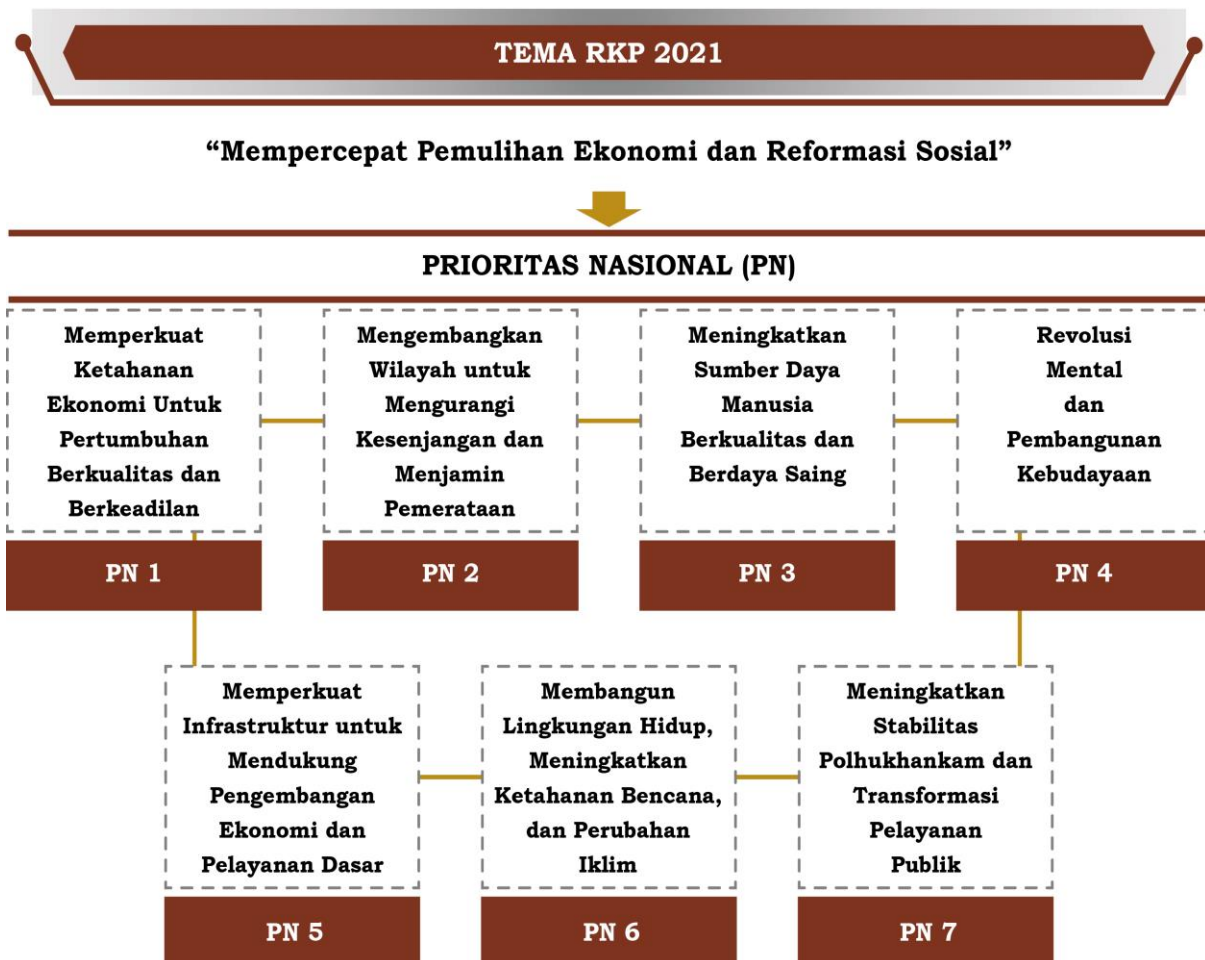 TEMA RKP 2021
“Mempercepat Pemulihan Ekonomi dan Reformasi Sosial”
PRIORITAS NASIONAL (PN)
Memperkuat
Ketahanan
Ekonomi Untuk
Pertumbuhan
Berkualitas dan
Berkeadilan
PN 1
Mengembangkan
Wilayah untuk
Mengurangi
Kesenjangan dan
Menjamin
Pemerataan
PN 2
Meningkatkan
Sumber Daya
Manusia
Berkualitas dan
Berdaya Saing
PN 3
Revolusi
Mental
dan
Pembangunan
Kebudayaan
PN 4
Memperkuat
Infrastruktur untuk
Mendukung
Pengembangan
Ekonomi dan
Pelayanan Dasar
PN 5
Membangun
Lingkungan Hidup,
Meningkatkan
Ketahanan Bencana,
dan Perubahan
Iklim
PN 6
Meningkatkan
Stabilitas
Polhukhankam dan
Transformasi
Pelayanan
Publik
PN 7